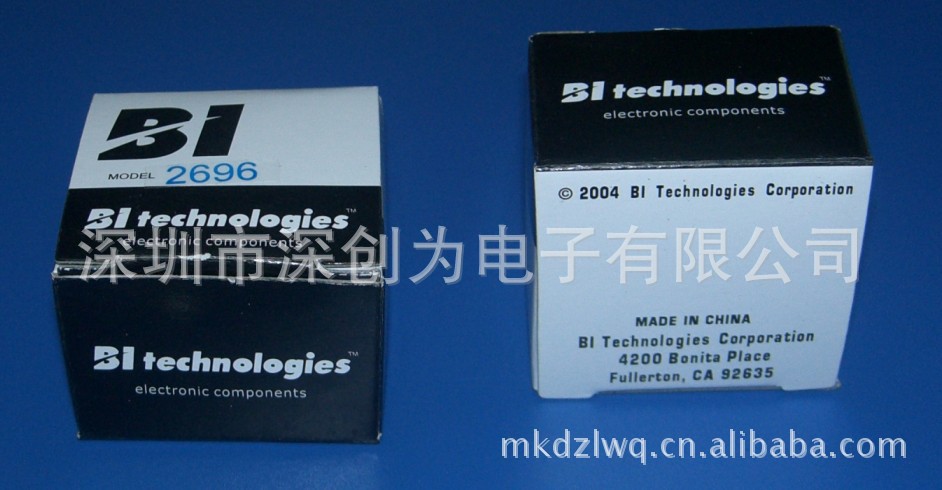 BI
MODEL 2696
BI technologies™
electronic components
BI technologies™
electronic components
BI technologies™
electronic components
© 2004 BI Technologies Corporation
MADE IN CHINA
BI Technologies Corporation
4200 Bonita Place
Fullerton, CA 92635
深圳市深创为电子有限公司
mkdzlwq.cn.alibaba.com